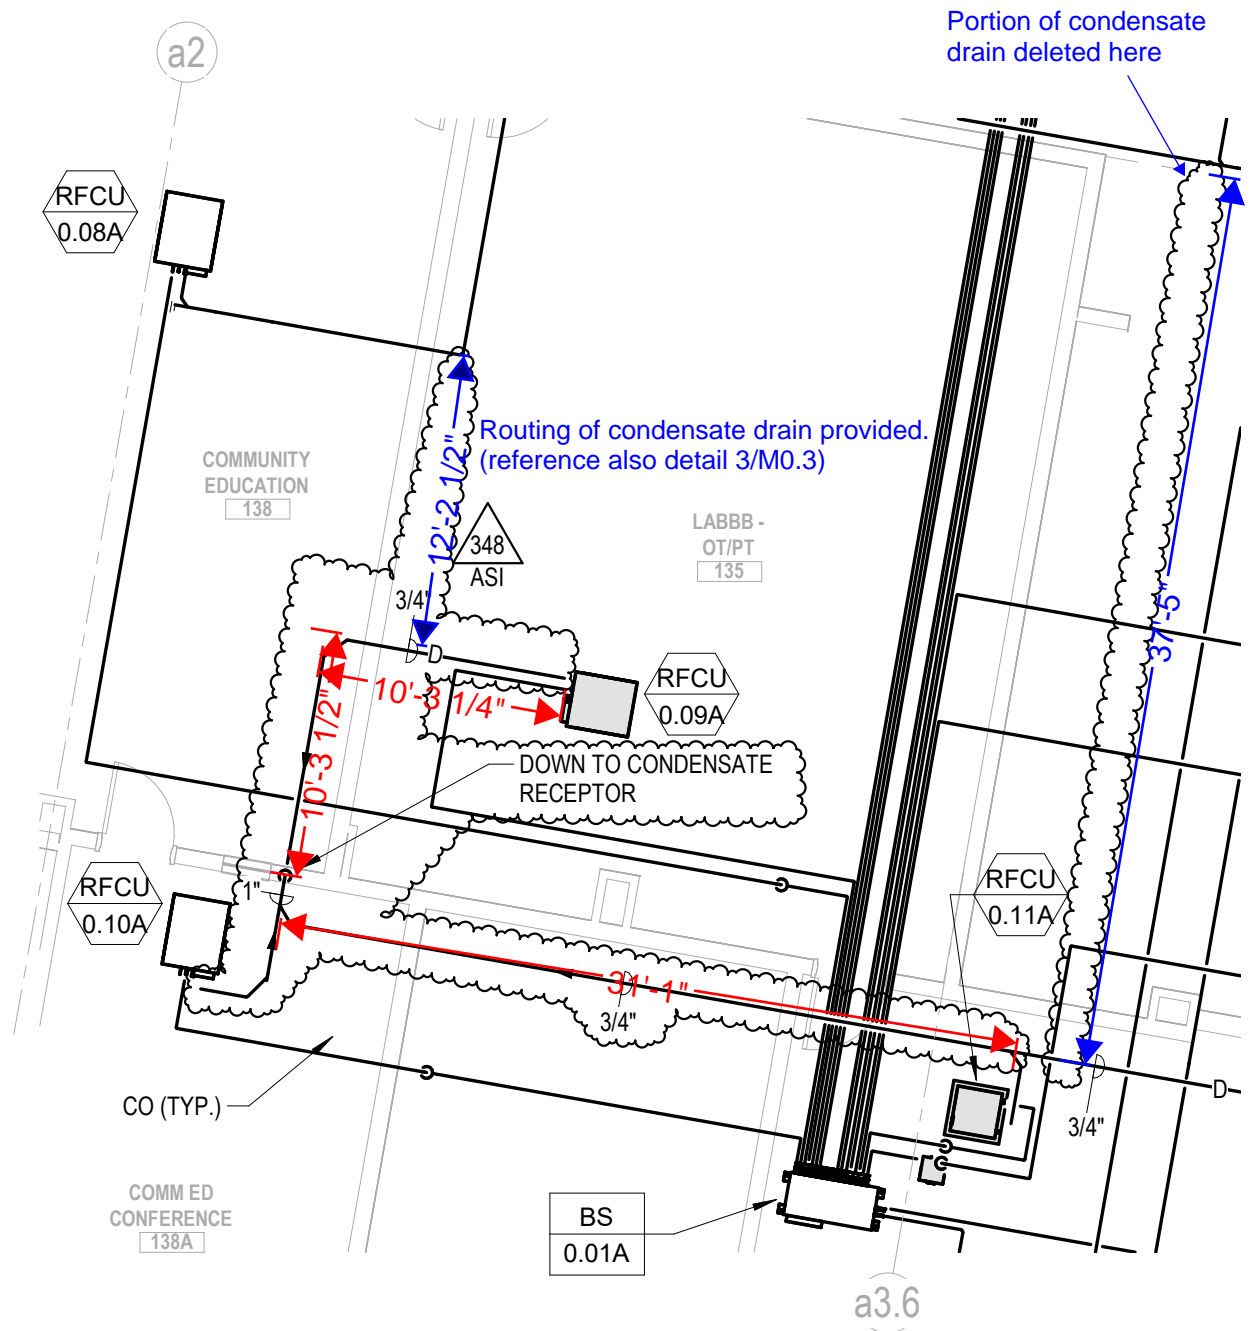 Portion of condensate
drain deleted here
a2
RFCU
0.08A
Routing of condensate drain provided.
(reference also detail 3/M0.3)
12'-2 1/2"
COMMUNITY
EDUCATION
138
348
ASI
LABBB -
OT/PT
135
37'-5"
3/4"
D
RFCU
0.09A
10'-3 1/4"
10'-3 1/2"
DOWN TO CONDENSATE
RECEPTOR
RFCU
0.10A
1"
RFCU
0.11A
31'-1"
3/4"
CO (TYP.)
D
3/4"
COMM ED
CONFERENCE
138A
BS
0.01A
a3.6